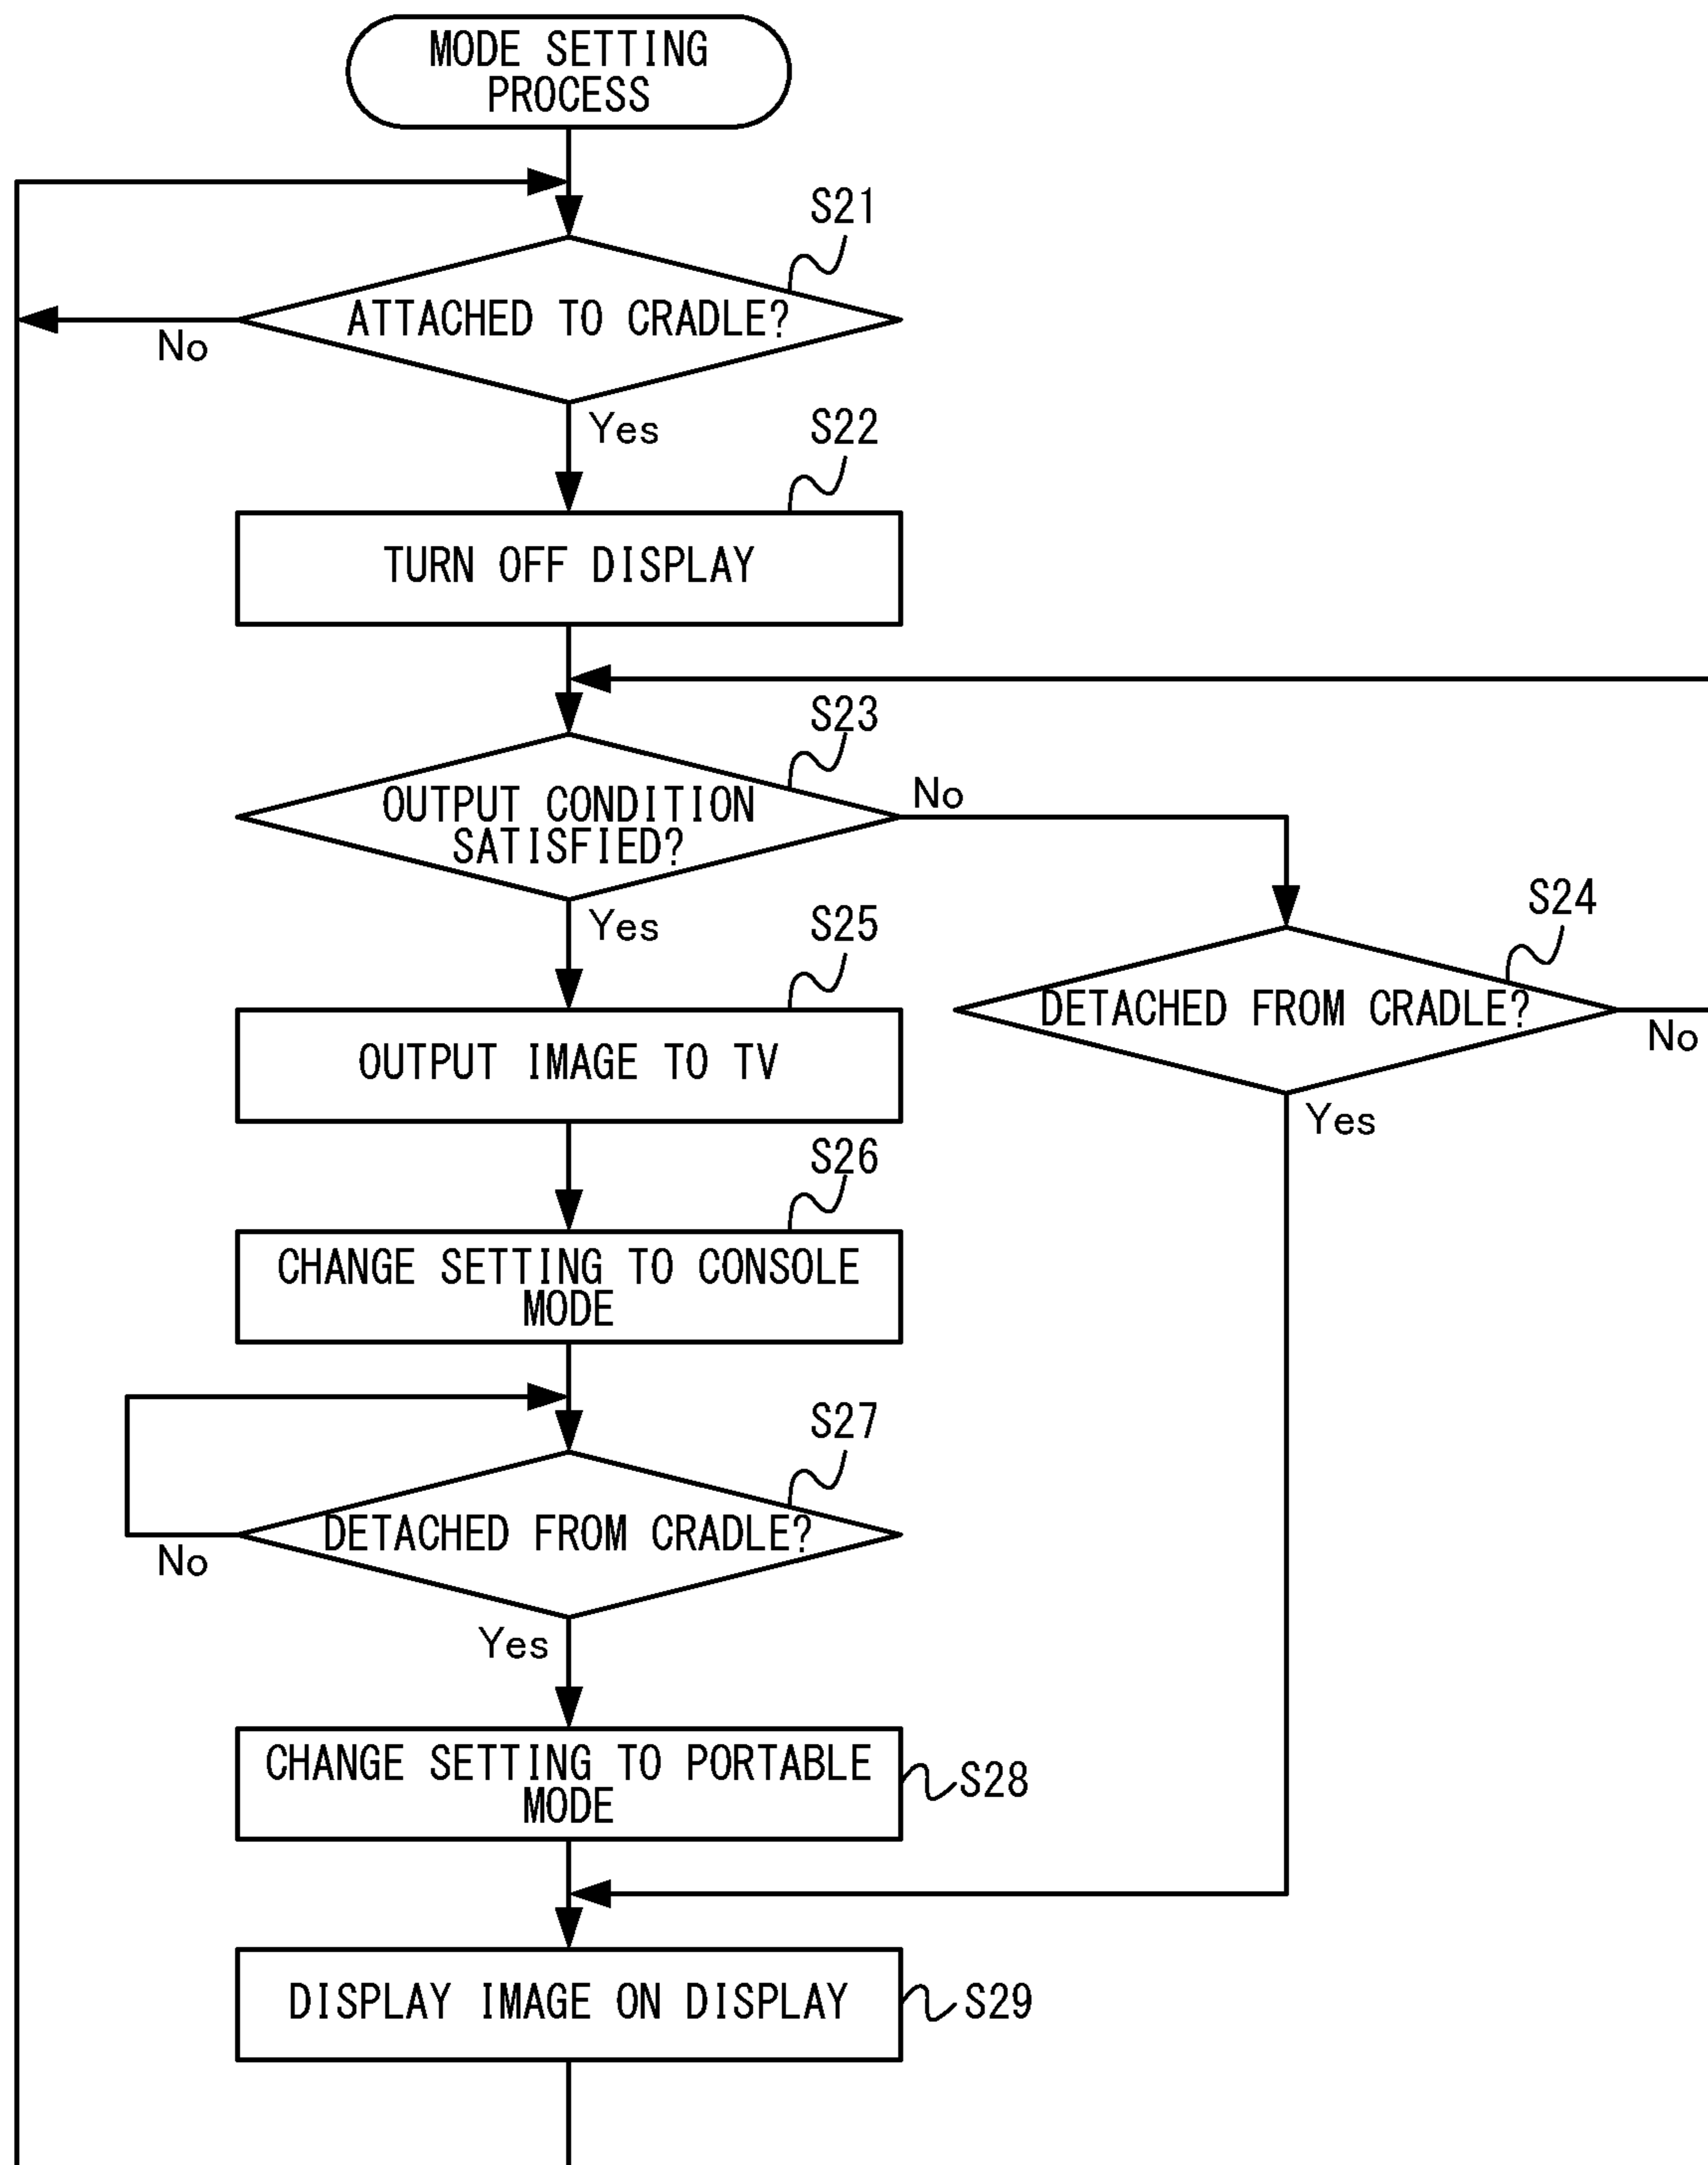 MODE SETTING
PROCESS
S21
ATTACHED TO CRADLE?
No
Yes
S22
TURN OFF DISPLAY
S23
OUTPUT CONDITION
SATISFIED?
No
Yes
S24
DETACHED FROM CRADLE?
No
Yes
S25
OUTPUT IMAGE TO TV
S26
CHANGE SETTING TO CONSOLE
MODE
S27
DETACHED FROM CRADLE?
No
Yes
CHANGE SETTING TO PORTABLE
MODE
S28
DISPLAY IMAGE ON DISPLAY
S29